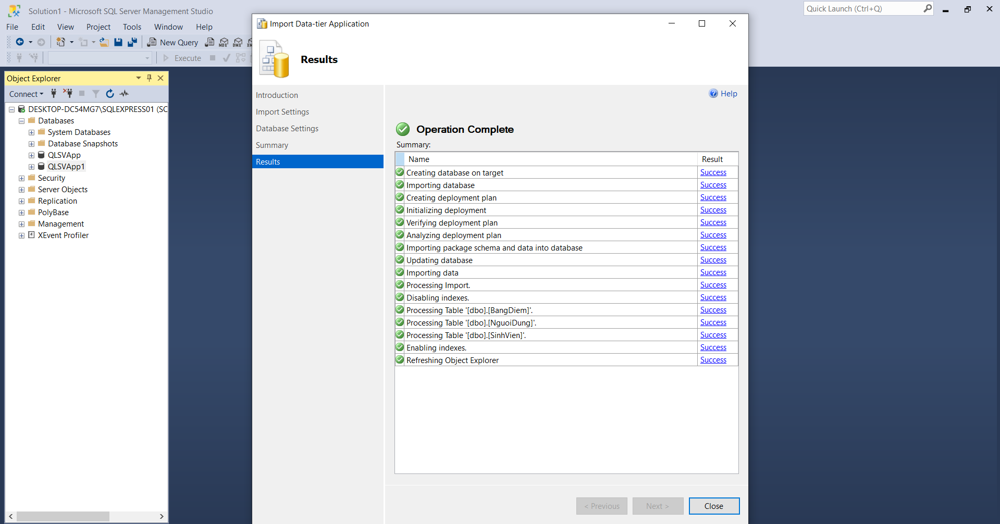 Solution1 - Microsoft SQL Server Management Studio
Quick Launch (Ctrl+Q)
File Edit View Project Tools Window Help
New Query
MDX DMX
Execute
Object Explorer
Connect
DESKTOP-DC54MG7\SQLEXPRESS01 (SC
Databases
System Databases
Database Snapshots
QLSVApp
QLSVApp1
Security
Server Objects
Replication
PolyBase
Management
XEvent Profiler
Import Data-tier Application
Results
Introduction
Import Settings
Database Settings
Summary
Results
Help
Operation Complete
Summary:
Name Result
Creating database on target Success
Importing database Success
Creating deployment plan Success
Initializing deployment Success
Verifying deployment plan Success
Analyzing deployment plan Success
Importing package schema and data into database Success
Updating database Success
Importing data Success
Processing Import. Success
Disabling indexes. Success
Processing Table '[dbo].[BangDiem]'. Success
Processing Table '[dbo].[NguoiDung]'. Success
Processing Table '[dbo].[SinhVien]'. Success
Enabling indexes. Success
Refreshing Object Explorer Success
< Previous Next > Close